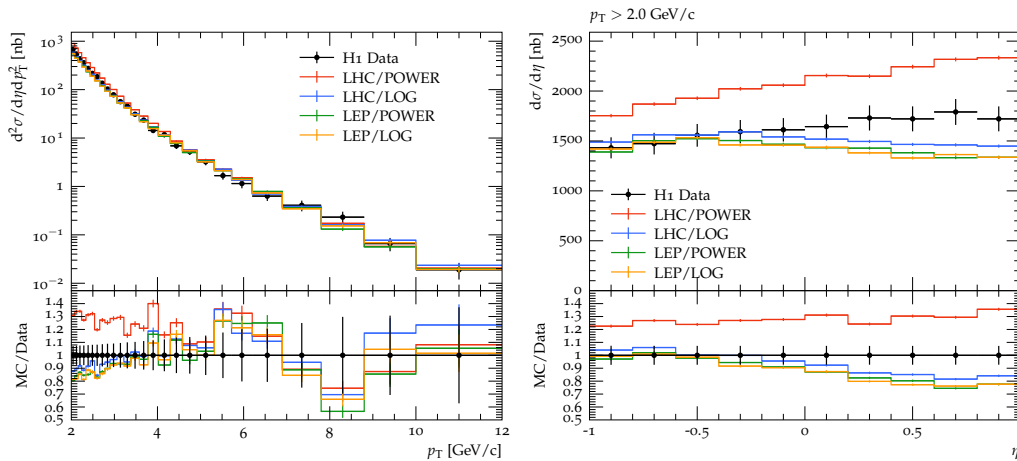 10³
10²
10¹
1
10⁻¹
10⁻²
d²σ/dηdp²_T [nb]
H1 Data
LHC/POWER
LHC/LOG
LEP/POWER
LEP/LOG
1.4
1.3
1.2
1.1
1
0.9
0.8
0.7
0.6
0.5
MC/Data
2
4
6
8
10
12
p_T [GeV/c]
p_T > 2.0 GeV/c
2500
2000
1500
1000
500
0
dσ/dη [nb]
H1 Data
LHC/POWER
LHC/LOG
LEP/POWER
LEP/LOG
1.4
1.3
1.2
1.1
1
0.9
0.8
0.7
0.6
0.5
MC/Data
-1
-0.5
0
0.5
1
η